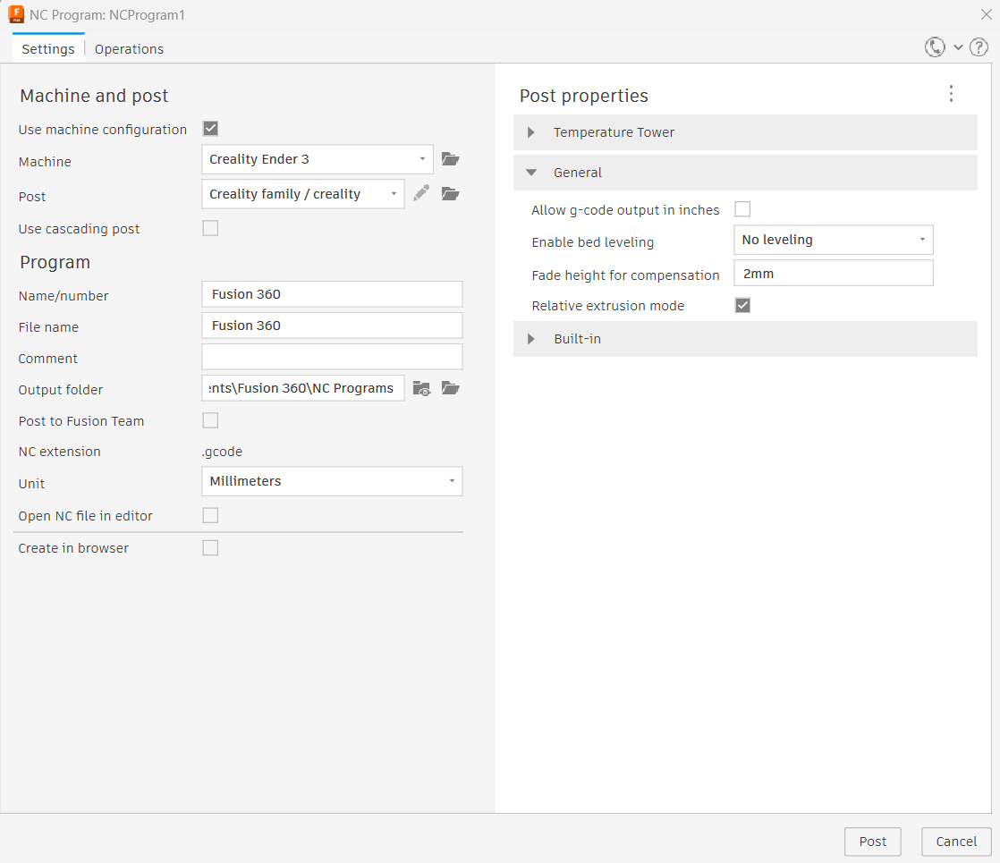 NC Program: NCProgram1
Settings
Operations
Machine and post
Use machine configuration
Machine
Creality Ender 3
Post
Creality family / creality
Use cascading post
Program
Name/number
Fusion 360
File name
Fusion 360
Comment
Output folder
nts\Fusion 360\NC Programs
Post to Fusion Team
NC extension
.gcode
Unit
Millimeters
Open NC file in editor
Create in browser
Post properties
Temperature Tower
General
Allow g-code output in inches
Enable bed leveling
No leveling
Fade height for compensation
2mm
Relative extrusion mode
Built-in
Post
Cancel